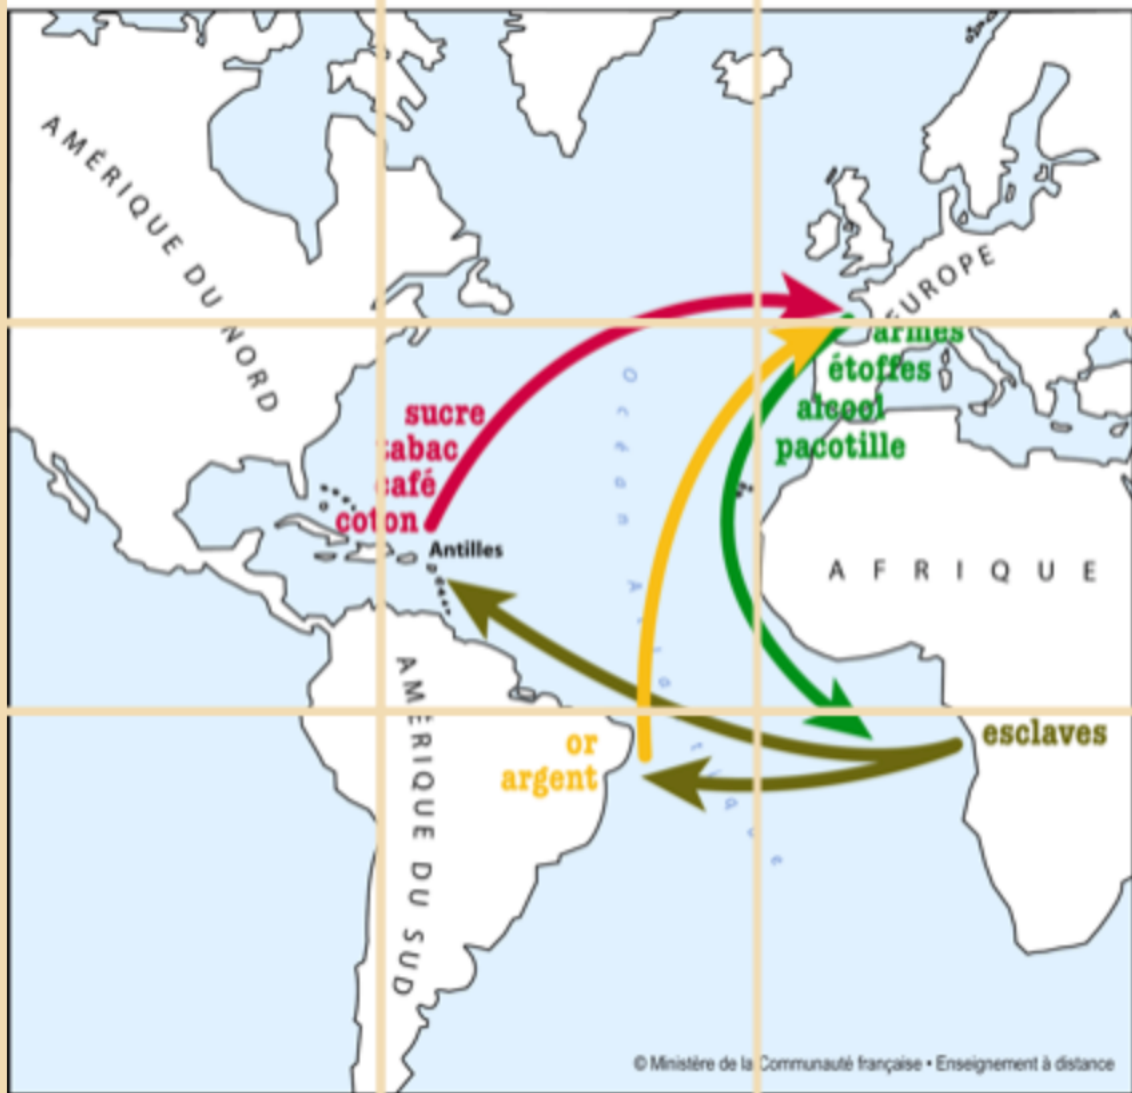 AMÉRIQUE DU NORD
EUROPE
armes
étoffes
alcool
pacotille
sucre
tabac
café
coton
Antilles
Océan Atlantique
AFRIQUE
AMÉRIQUE DU SUD
or
argent
esclaves
© Ministère de la Communauté française • Enseignement à distance